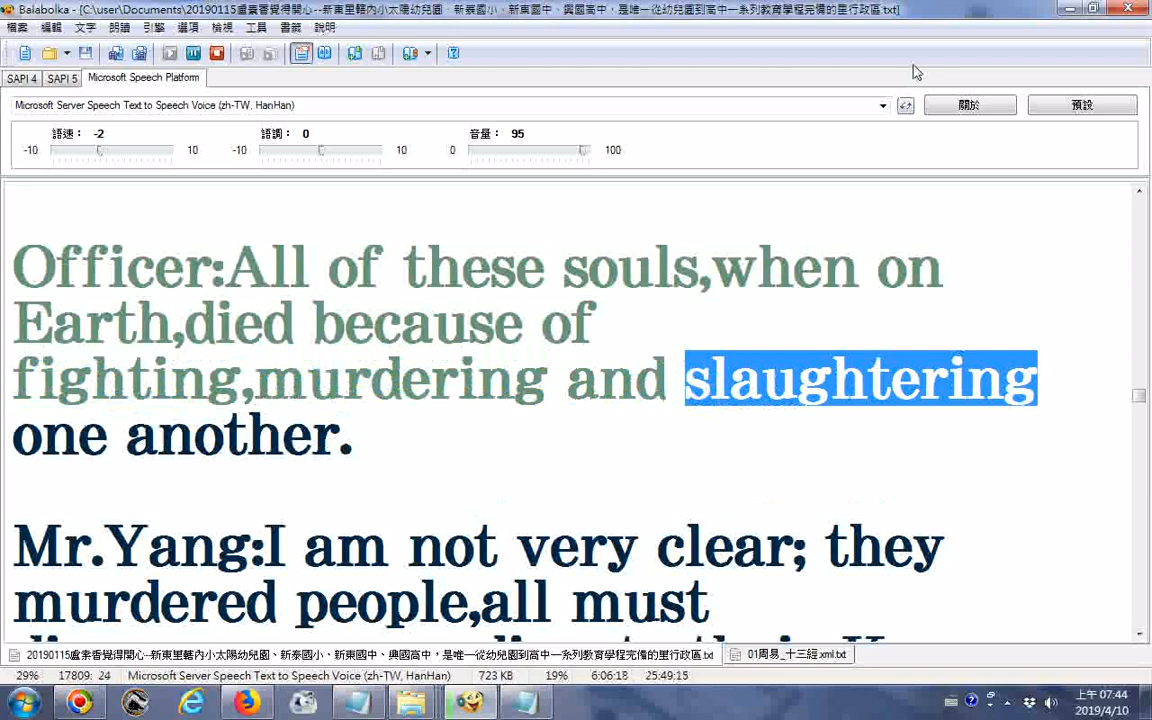 Balabolka - [C:\user\Documents\20190115盧素香覺得開心--新東里轄內小太陽幼兒園、新泰國小、新東國中、興國高中，是唯一從幼兒園到高中一系列教育學程完備的里行政區.txt]
檔案 編輯 文字 朗讀 引擎 選項 檢視 工具 書籤 說明
SAPI 4 SAPI 5 Microsoft Speech Platform
Microsoft Server Speech Text to Speech Voice (zh-TW, HanHan) 關於 預設
語速： -2 語調： 0 音量： 95
-10 10 -10 10 0 100
Officer:All of these souls,when on
Earth,died because of
fighting,murdering and slaughtering
one another.
Mr.Yang:I am not very clear; they
murdered people,all must
20190115盧素香覺得開心--新東里轄內小太陽幼兒園、新泰國小、新東國中、興國高中，是唯一從幼兒園到高中一系列教育學程完備的里行政區.txt 01周易_十三經.xml.txt
29% 17809: 24 Microsoft Server Speech Text to Speech Voice (zh-TW, HanHan) 723 KB 19% 6:06:18 25:49:15
上午 07:44
2019/4/10